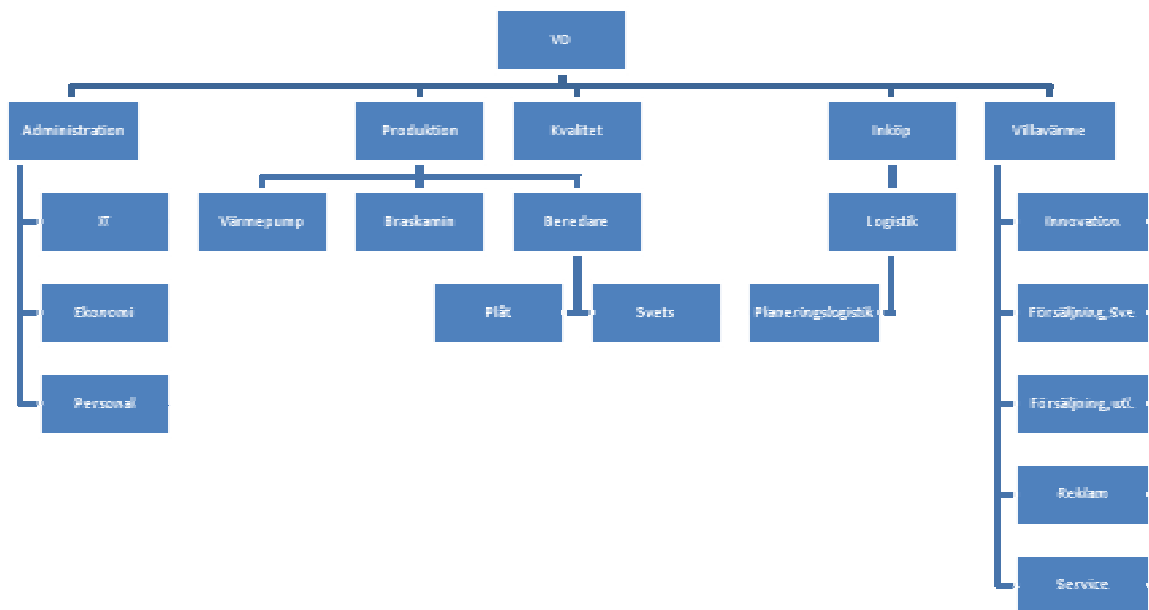 VD
Administration
Produktion
Kvalitet
Inköp
Villavärme
IT
Värmepump
Braskamin
Beredare
Logistik
Innovation
Ekonomi
Plåt
Svets
Planeringslogistik
Försäljning, Sve
Personal
Försäljning, utl.
Reklam
Service